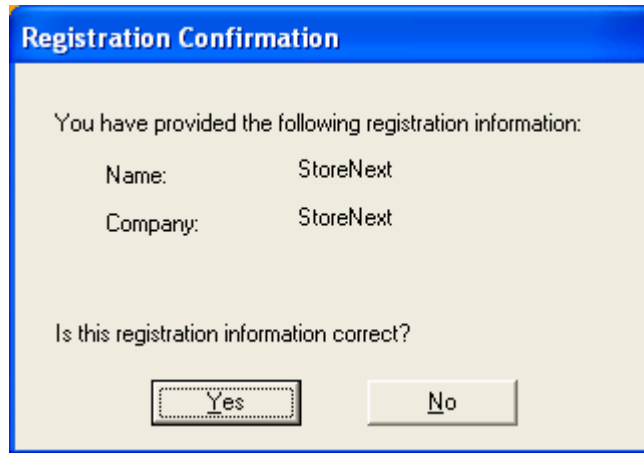 Registration Confirmation
You have provided the following registration information:
Name: StoreNext
Company: StoreNext
Is this registration information correct?
Yes No